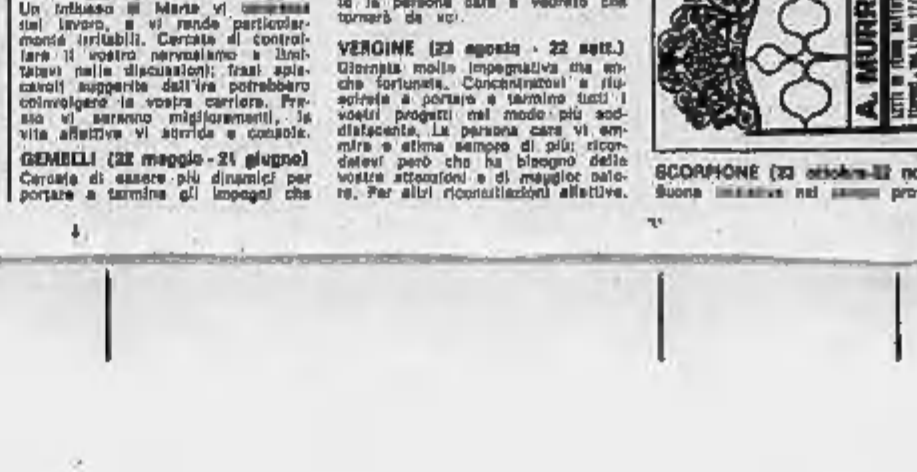 Un influsso di Marte vi
sul lavoro, e vi rende particolar-
mente irritabili. Cercate di control-
lare il vostro nervosismo e limi-
tatevi nelle discussioni; frasi spia-
cevoli suggerite dall'ira potrebbero
coinvolgere la vostra carriera. Pre-
sto vi saranno miglioramenti, la
vita affettiva vi sorride e consola.
GEMELLI (22 maggio - 21 giugno)
Cercate di essere più dinamici per
portare a termine gli impegni che
la persona cara e vedrete che
tornerà da voi.
VERGINE (23 agosto - 22 sett.)
Giornata molto impegnativa ma an-
che fortunata. Concentratevi e riu-
scirete a portare a termine tutti i
vostri progetti nel modo più sod-
disfacente. La persona cara vi am-
mira e stima sempre di più; ricor-
datevi però che ha bisogno delle
vostre attenzioni e di maggior calo-
re. Per altri riconciliazioni affettive.
A. MURR
SCORPIONE (23 ottobre-22 no
Buone nel pro